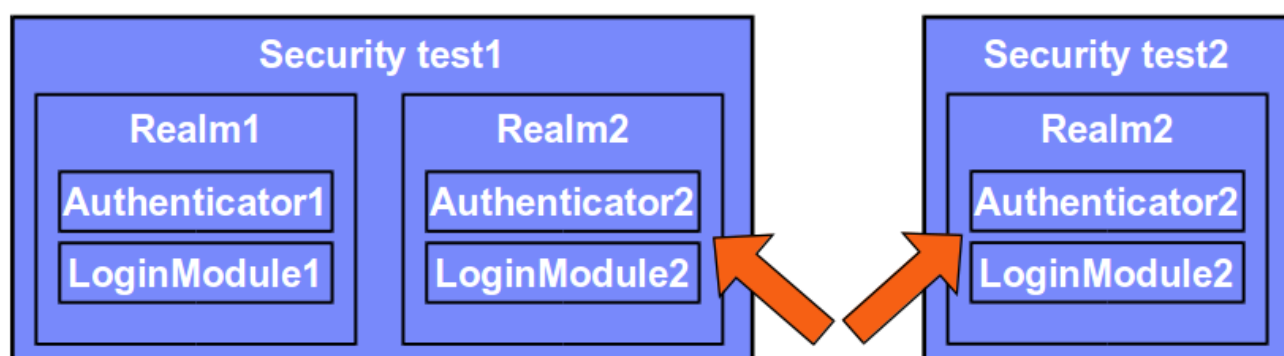 Security test1
Realm1
Authenticator1
LoginModule1
Realm2
Authenticator2
LoginModule2
Security test2
Realm2
Authenticator2
LoginModule2